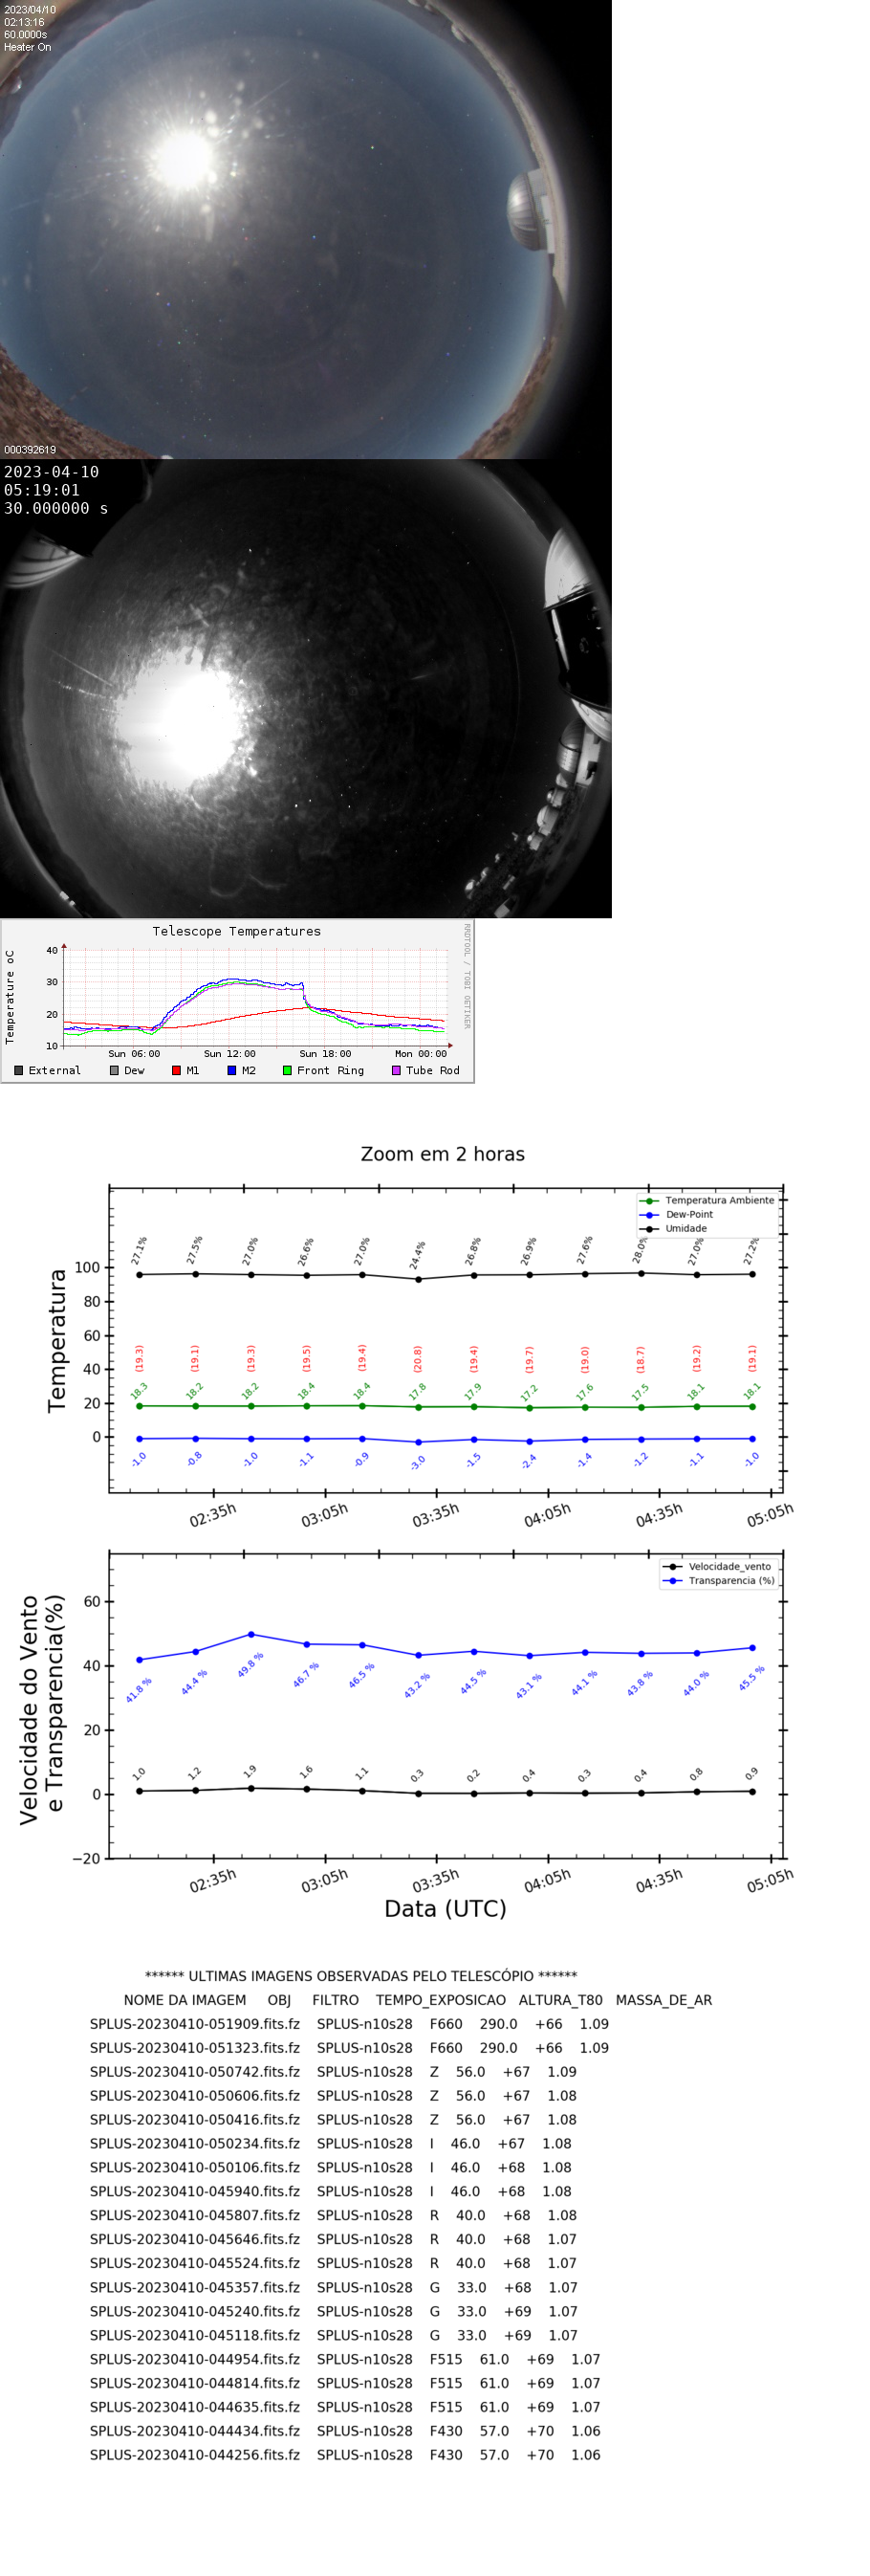 2023/04/10
02:13:16
60.0000s
Heater On
000392619
2023-04-10
05:19:01
30.000000 s
Telescope Temperatures
RRDTOOL / TOBI OETIKER
Temperature oC
40
30
20
10
Sun 06:00 Sun 12:00 Sun 18:00 Mon 00:00
External Dew M1 M2 Front Ring Tube Rod
Zoom em 2 horas
Temperatura Ambiente
Dew-Point
Umidade
Temperatura
100
80
60
40
20
0
27.1% 27.5% 27.0% 26.6% 27.0% 24.4% 26.8% 26.9% 27.6% 28.0% 27.0% 27.2%
(19.3) (19.1) (19.3) (19.5) (19.4) (20.8) (19.4) (19.7) (19.0) (18.7) (19.2) (19.1)
18.3 18.2 18.2 18.4 18.4 17.8 17.9 17.2 17.6 17.5 18.1 18.1
-1.0 -0.8 -1.0 -1.1 -0.9 -3.0 -1.5 -2.4 -1.4 -1.2 -1.1 -1.0
02:35h 03:05h 03:35h 04:05h 04:35h 05:05h
Velocidade_vento
Transparencia (%)
Velocidade do Vento
e Transparencia(%)
60
40
20
0
−20
41.8 % 44.4 % 49.8 % 46.7 % 46.5 % 43.2 % 44.5 % 43.1 % 44.1 % 43.8 % 44.0 % 45.5 %
1.0 1.2 1.9 1.6 1.1 0.3 0.2 0.4 0.3 0.4 0.8 0.9
02:35h 03:05h 03:35h 04:05h 04:35h 05:05h
Data (UTC)
****** ULTIMAS IMAGENS OBSERVADAS PELO TELESCÓPIO ******
NOME DA IMAGEM OBJ FILTRO TEMPO_EXPOSICAO ALTURA_T80 MASSA_DE_AR
SPLUS-20230410-051909.fits.fz SPLUS-n10s28 F660 290.0 +66 1.09
SPLUS-20230410-051323.fits.fz SPLUS-n10s28 F660 290.0 +66 1.09
SPLUS-20230410-050742.fits.fz SPLUS-n10s28 Z 56.0 +67 1.09
SPLUS-20230410-050606.fits.fz SPLUS-n10s28 Z 56.0 +67 1.08
SPLUS-20230410-050416.fits.fz SPLUS-n10s28 Z 56.0 +67 1.08
SPLUS-20230410-050234.fits.fz SPLUS-n10s28 I 46.0 +67 1.08
SPLUS-20230410-050106.fits.fz SPLUS-n10s28 I 46.0 +68 1.08
SPLUS-20230410-045940.fits.fz SPLUS-n10s28 I 46.0 +68 1.08
SPLUS-20230410-045807.fits.fz SPLUS-n10s28 R 40.0 +68 1.08
SPLUS-20230410-045646.fits.fz SPLUS-n10s28 R 40.0 +68 1.07
SPLUS-20230410-045524.fits.fz SPLUS-n10s28 R 40.0 +68 1.07
SPLUS-20230410-045357.fits.fz SPLUS-n10s28 G 33.0 +68 1.07
SPLUS-20230410-045240.fits.fz SPLUS-n10s28 G 33.0 +69 1.07
SPLUS-20230410-045118.fits.fz SPLUS-n10s28 G 33.0 +69 1.07
SPLUS-20230410-044954.fits.fz SPLUS-n10s28 F515 61.0 +69 1.07
SPLUS-20230410-044814.fits.fz SPLUS-n10s28 F515 61.0 +69 1.07
SPLUS-20230410-044635.fits.fz SPLUS-n10s28 F515 61.0 +69 1.07
SPLUS-20230410-044434.fits.fz SPLUS-n10s28 F430 57.0 +70 1.06
SPLUS-20230410-044256.fits.fz SPLUS-n10s28 F430 57.0 +70 1.06